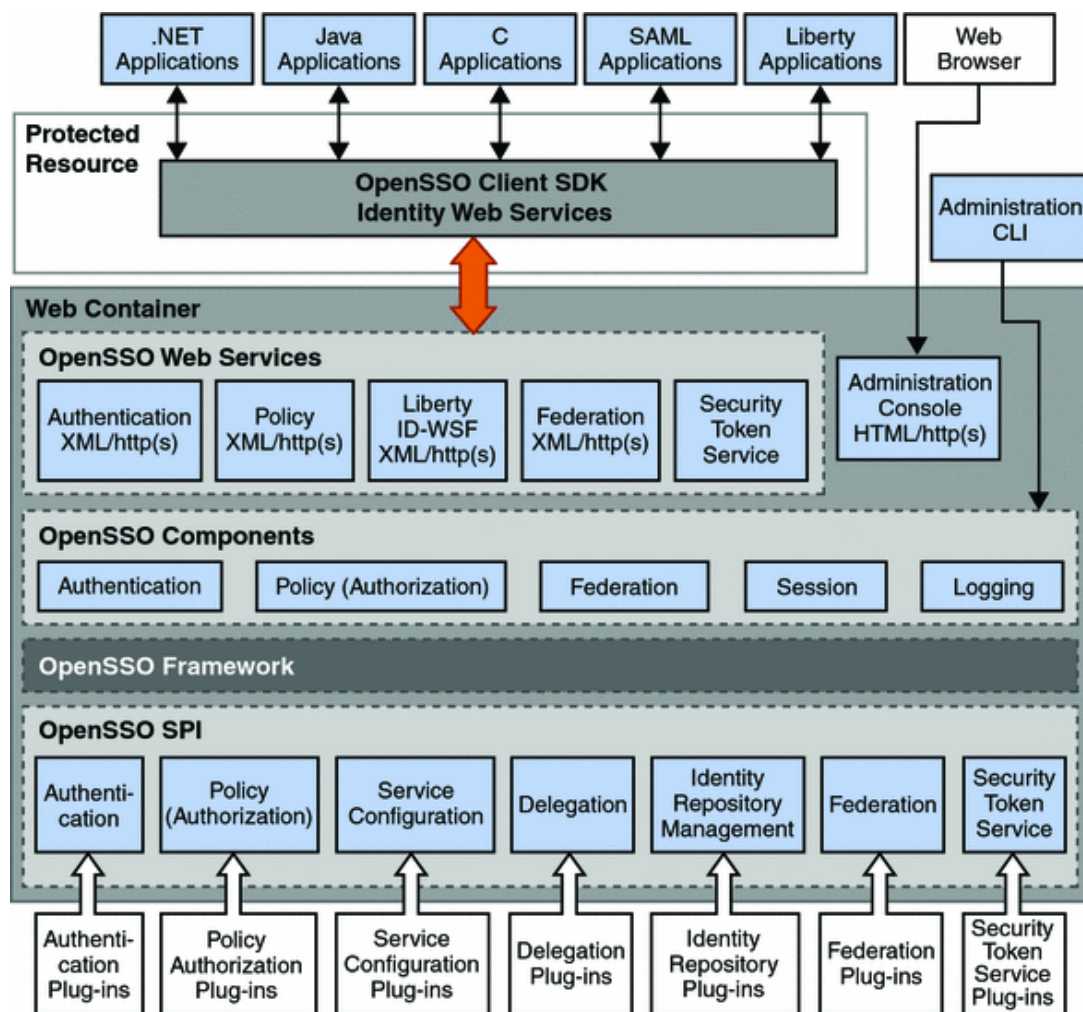 .NET
Applications
Java
Applications
C
Applications
SAML
Applications
Liberty
Applications
Web
Browser
Protected
Resource
OpenSSO Client SDK
Identity Web Services
Administration
CLI
Web Container
OpenSSO Web Services
Authentication
XML/http(s)
Policy
XML/http(s)
Liberty
ID-WSF
XML/http(s)
Federation
XML/http(s)
Security
Token
Service
Administration
Console
HTML/http(s)
OpenSSO Components
Authentication
Policy (Authorization)
Federation
Session
Logging
OpenSSO Framework
OpenSSO SPI
Authenti-
cation
Policy
(Authorization)
Service
Configuration
Delegation
Identity
Repository
Management
Federation
Security
Token
Service
Authenti-
cation
Plug-ins
Policy
Authorization
Plug-ins
Service
Configuration
Plug-ins
Delegation
Plug-ins
Identity
Repository
Plug-ins
Federation
Plug-ins
Security
Token
Service
Plug-ins